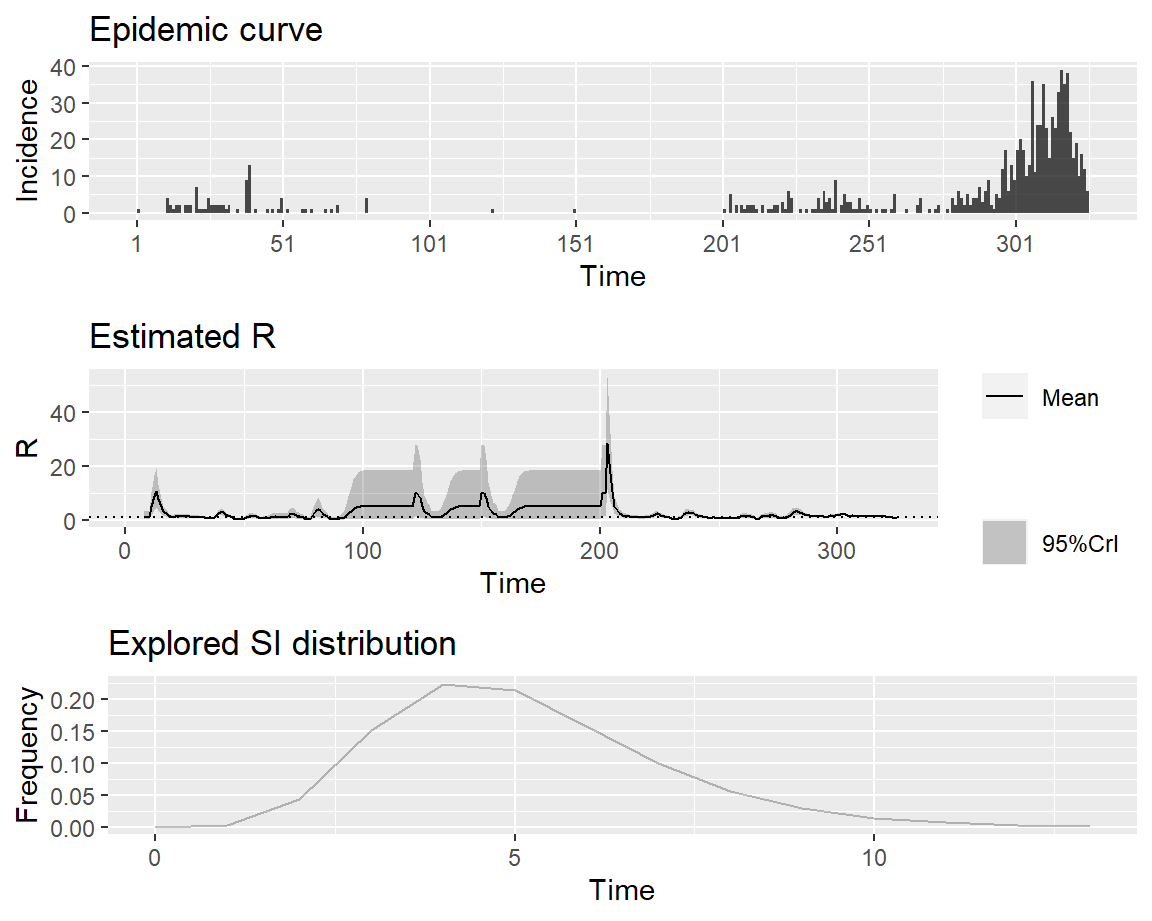 Epidemic curve
Incidence
40
30
20
10
0
1 51 101 151 201 251 301
Time
Estimated R
R
40
20
0
0 100 200 300
Time
Mean
95%CrI
Explored SI distribution
Frequency
0.20
0.15
0.10
0.05
0.00
0 5 10
Time